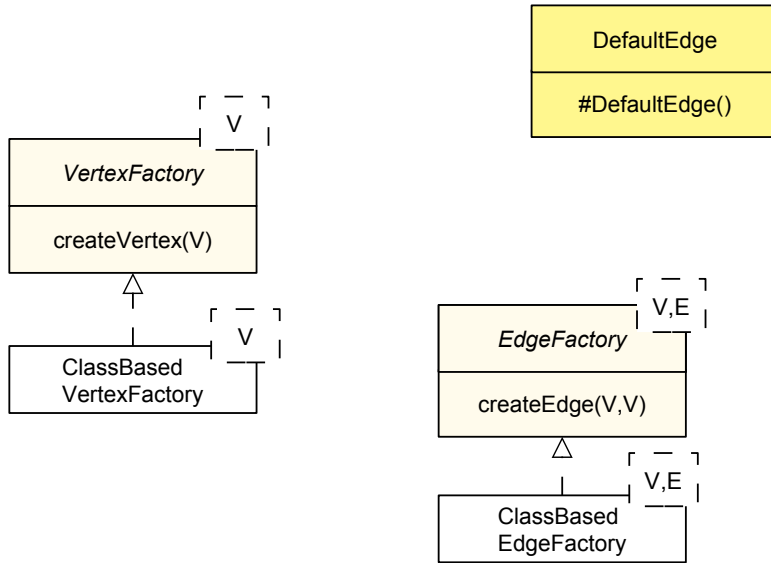 DefaultEdge
#DefaultEdge()
V
VertexFactory
createVertex(V)
V
ClassBased
VertexFactory
V,E
EdgeFactory
createEdge(V,V)
V,E
ClassBased
EdgeFactory